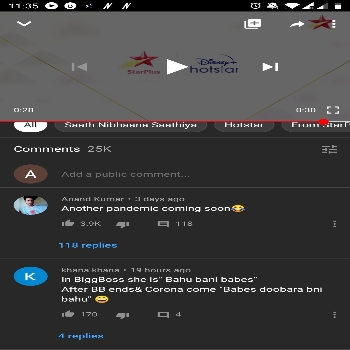 11:35
StarPlus
Disney+
hotstar
0:28
0:30
All
Saath Nibhaana Saathiya
Hotstar
From
Comments 25K
A
Add a public comment...
Anand Kumar • 3 days ago
Another pandemic coming soon😂
3.9K
118
118 replies
K
khana khana • 19 hours ago
In BiggBoss she is" Bahu bani babes"
After BB ends& Corona come "Babes doobara bni
bahu" 😄
170
4
4 replies